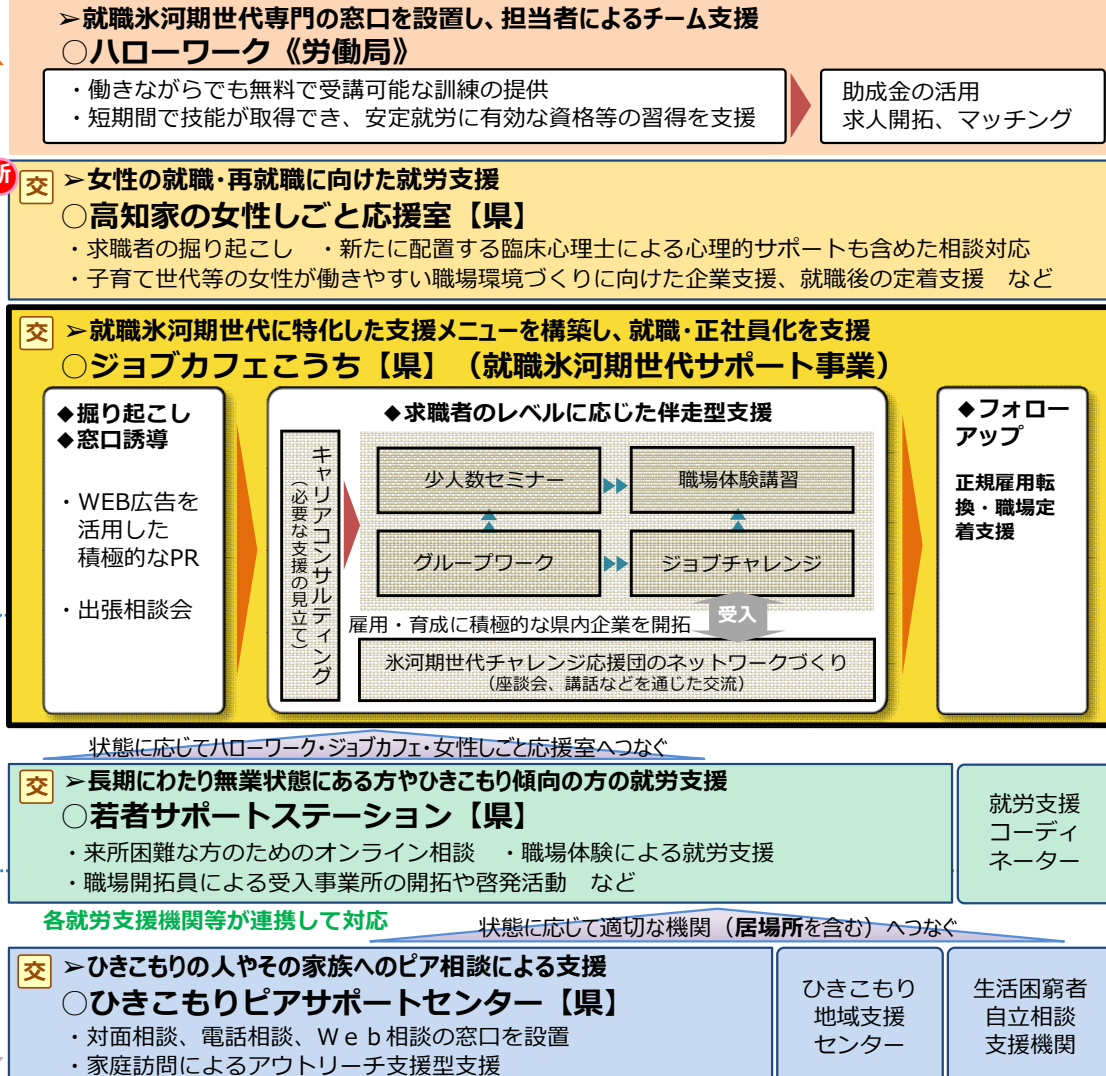 ➢就職氷河期世代専門の窓口を設置し、担当者によるチーム支援
○ハローワーク《労働局》
・働きながらでも無料で受講可能な訓練の提供
・短期間で技能が取得でき、安定就労に有効な資格等の習得を支援
助成金の活用
求人開拓、マッチング
交
➢女性の就職・再就職に向けた就労支援
○高知家の女性しごと応援室【県】
・求職者の掘り起こし　・新たに配置する臨床心理士による心理的サポートも含めた相談対応
・子育て世代等の女性が働きやすい職場環境づくりに向けた企業支援、就職後の定着支援　など
交
➢就職氷河期世代に特化した支援メニューを構築し、就職・正社員化を支援
○ジョブカフェこうち【県】（就職氷河期世代サポート事業）
◆掘り起こし
◆窓口誘導
・WEB広告を
活用した
積極的なPR
・出張相談会
◆求職者のレベルに応じた伴走型支援
キャリアコンサルティング
（必要な支援の見立て）
少人数セミナー
職場体験講習
グループワーク
ジョブチャレンジ
受入
雇用・育成に積極的な県内企業を開拓
氷河期世代チャレンジ応援団のネットワークづくり
（座談会、講話などを通じた交流）
◆フォロー
アップ
正規雇用転
換・職場定
着支援
状態に応じてハローワーク・ジョブカフェ・女性しごと応援室へつなぐ
交
➢長期にわたり無業状態にある方やひきこもり傾向の方の就労支援
○若者サポートステーション【県】
・来所困難な方のためのオンライン相談　・職場体験による就労支援
・職場開拓員による受入事業所の開拓や啓発活動　など
就労支援
コーディ
ネーター
各就労支援機関等が連携して対応
状態に応じて適切な機関（居場所を含む）へつなぐ
交
➢ひきこもりの人やその家族へのピア相談による支援
○ひきこもりピアサポートセンター【県】
・対面相談、電話相談、Ｗｅｂ相談の窓口を設置
・家庭訪問によるアウトリーチ支援型支援
ひきこもり
地域支援
センター
生活困窮者
自立相談
支援機関